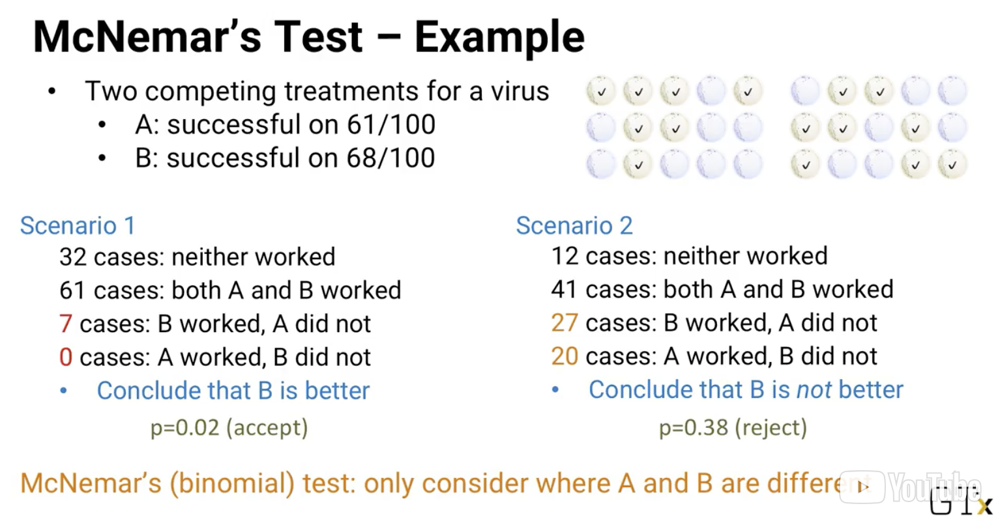 McNemar’s Test – Example
• Two competing treatments for a virus
• A: successful on 61/100
• B: successful on 68/100
Scenario 1
32 cases: neither worked
61 cases: both A and B worked
7 cases: B worked, A did not
0 cases: A worked, B did not
• Conclude that B is better
p=0.02 (accept)
Scenario 2
12 cases: neither worked
41 cases: both A and B worked
27 cases: B worked, A did not
20 cases: A worked, B did not
• Conclude that B is not better
p=0.38 (reject)
McNemar’s (binomial) test: only consider where A and B are different
YouTube
GTx